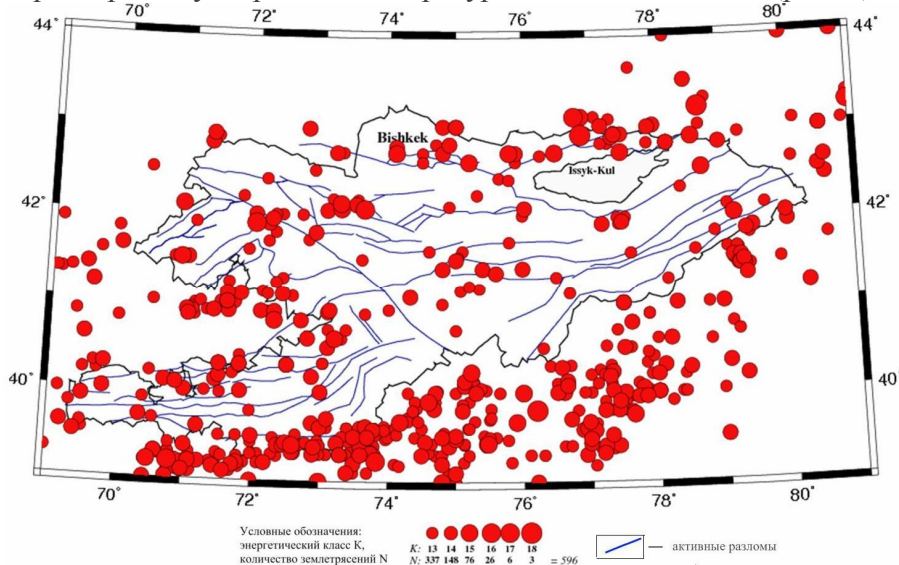 70° 72° 74° 76° 78° 80°
44° 44°
Bishkek
Issyk-Kul
42° 42°
40° 40°
70° 72° 74° 76° 78° 80°
Условные обозначения:
энергетический класс К,
количество землетрясений N
K: 13 14 15 16 17 18
N: 337 148 76 26 6 3 = 596
— активные разломы